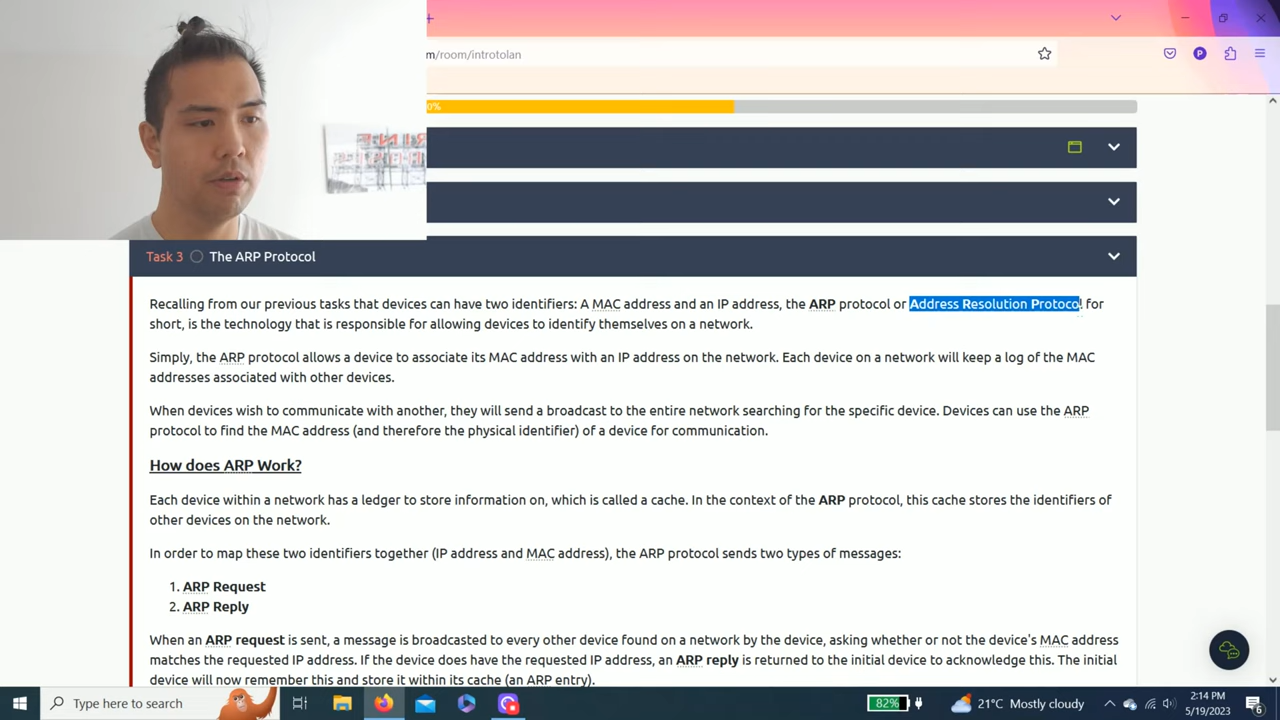 m/room/introtolan
0%
Task 3 The ARP Protocol
Recalling from our previous tasks that devices can have two identifiers: A MAC address and an IP address, the ARP protocol or Address Resolution Protocol for
short, is the technology that is responsible for allowing devices to identify themselves on a network.
Simply, the ARP protocol allows a device to associate its MAC address with an IP address on the network. Each device on a network will keep a log of the MAC
addresses associated with other devices.
When devices wish to communicate with another, they will send a broadcast to the entire network searching for the specific device. Devices can use the ARP
protocol to find the MAC address (and therefore the physical identifier) of a device for communication.
How does ARP Work?
Each device within a network has a ledger to store information on, which is called a cache. In the context of the ARP protocol, this cache stores the identifiers of
other devices on the network.
In order to map these two identifiers together (IP address and MAC address), the ARP protocol sends two types of messages:
1. ARP Request
2. ARP Reply
When an ARP request is sent, a message is broadcasted to every other device found on a network by the device, asking whether or not the device's MAC address
matches the requested IP address. If the device does have the requested IP address, an ARP reply is returned to the initial device to acknowledge this. The initial
device will now remember this and store it within its cache (an ARP entry).
Type here to search
82%
21°C Mostly cloudy
2:14 PM
5/19/2023
6
P